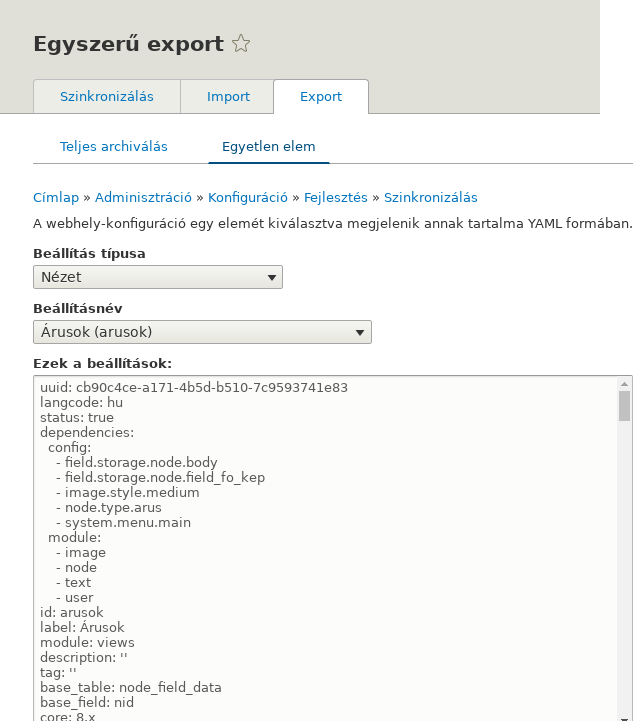 Egyszerű export
Szinkronizálás Import Export
Teljes archiválás Egyetlen elem
Címlap » Adminisztráció » Konfiguráció » Fejlesztés » Szinkronizálás
A webhely-konfiguráció egy elemét kiválasztva megjelenik annak tartalma YAML formában.
Beállítás típusa
Nézet
Beállításnév
Árusok (arusok)
Ezek a beállítások:
uuid: cb90c4ce-a171-4b5d-b510-7c9593741e83
langcode: hu
status: true
dependencies:
  config:
    - field.storage.node.body
    - field.storage.node.field_fo_kep
    - image.style.medium
    - node.type.arus
    - system.menu.main
  module:
    - image
    - node
    - text
    - user
id: arusok
label: Árusok
module: views
description: ''
tag: ''
base_table: node_field_data
base_field: nid
core: 8.x